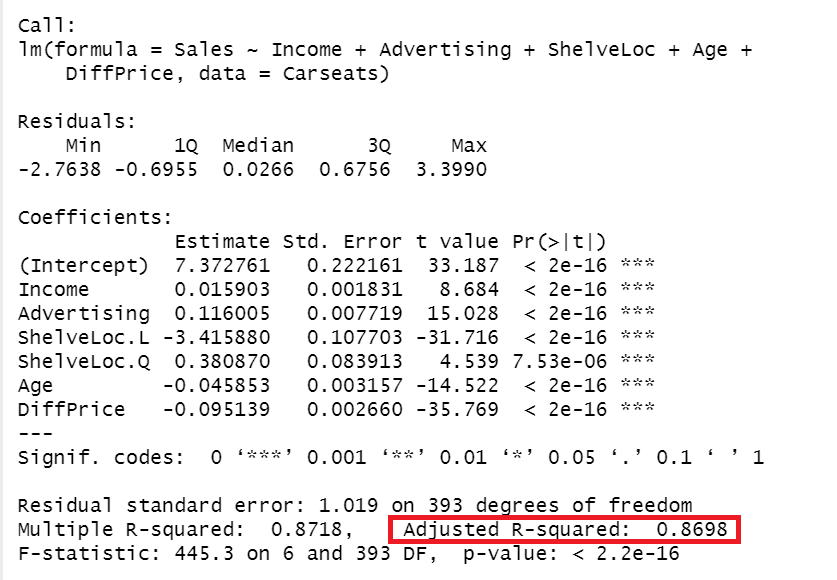 Call:
lm(formula = Sales ~ Income + Advertising + ShelveLoc + Age +
    DiffPrice, data = Carseats)

Residuals:
    Min      1Q  Median      3Q     Max
-2.7638 -0.6955  0.0266  0.6756  3.3990

Coefficients:
             Estimate Std. Error t value Pr(>|t|)
(Intercept)  7.372761   0.222161  33.187  < 2e-16 ***
Income       0.015903   0.001831   8.684  < 2e-16 ***
Advertising  0.116005   0.007719  15.028  < 2e-16 ***
ShelveLoc.L -3.415880   0.107703 -31.716  < 2e-16 ***
ShelveLoc.Q  0.380870   0.083913   4.539 7.53e-06 ***
Age         -0.045853   0.003157 -14.522  < 2e-16 ***
DiffPrice   -0.095139   0.002660 -35.769  < 2e-16 ***
---
Signif. codes:  0 ‘***’ 0.001 ‘**’ 0.01 ‘*’ 0.05 ‘.’ 0.1 ‘ ’ 1

Residual standard error: 1.019 on 393 degrees of freedom
Multiple R-squared:  0.8718,    Adjusted R-squared:  0.8698
F-statistic: 445.3 on 6 and 393 DF,  p-value: < 2.2e-16